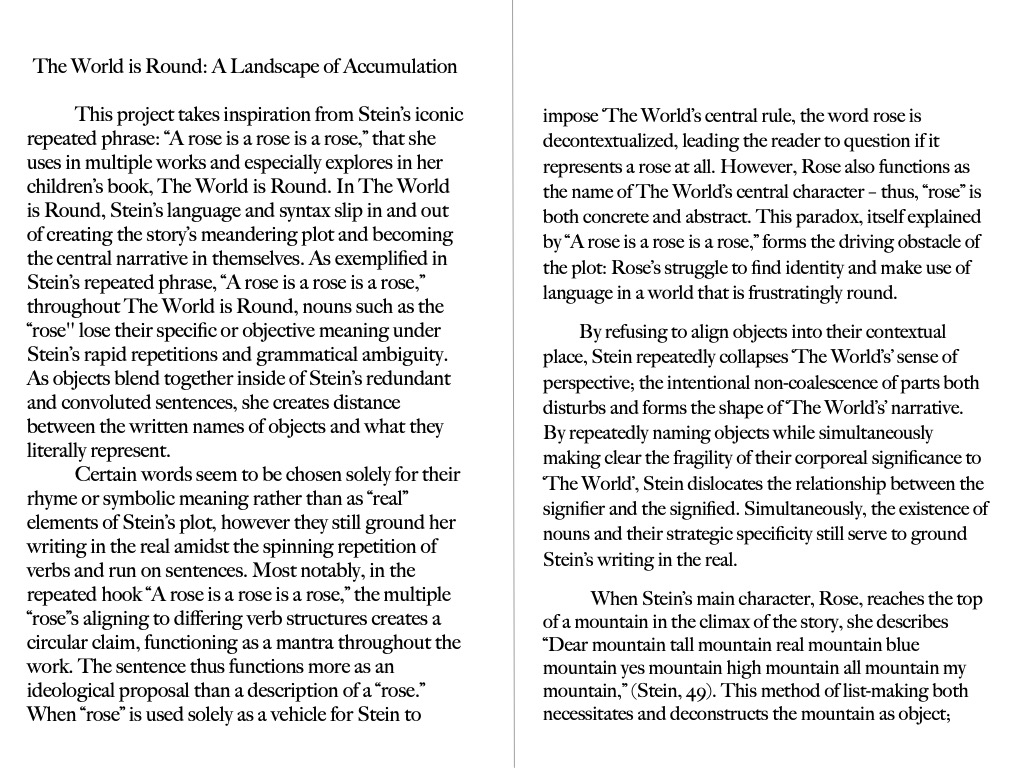 The World is Round: A Landscape of Accumulation
This project takes inspiration from Stein's iconic
repeated phrase: “A rose is a rose is a rose,” that she
uses in multiple works and especially explores in her
children's book, The World is Round. In The World
is Round, Stein's language and syntax slip in and out
of creating the story's meandering plot and becoming
the central narrative in themselves. As exemplified in
Stein's repeated phrase, “A rose is a rose is a rose,”
throughout The World is Round, nouns such as the
“rose" lose their specific or objective meaning under
Stein's rapid repetitions and grammatical ambiguity.
As objects blend together inside of Stein's redundant
and convoluted sentences, she creates distance
between the written names of objects and what they
literally represent.
Certain words seem to be chosen solely for their
rhyme or symbolic meaning rather than as “real”
elements of Stein's plot, however they still ground her
writing in the real amidst the spinning repetition of
verbs and run on sentences. Most notably, in the
repeated hook “A rose is a rose is a rose,” the multiple
“rose”s aligning to differing verb structures creates a
circular claim, functioning as a mantra throughout the
work. The sentence thus functions more as an
ideological proposal than a description of a “rose.”
When “rose” is used solely as a vehicle for Stein to
impose ‘The World's central rule, the word rose is
decontextualized, leading the reader to question if it
represents a rose at all. However, Rose also functions as
the name of The World's central character – thus, “rose” is
both concrete and abstract. This paradox, itself explained
by “A rose is a rose is a rose,” forms the driving obstacle of
the plot: Rose's struggle to find identity and make use of
language in a world that is frustratingly round.
By refusing to align objects into their contextual
place, Stein repeatedly collapses ‘The World's’ sense of
perspective; the intentional non-coalescence of parts both
disturbs and forms the shape of ‘The World's’ narrative.
By repeatedly naming objects while simultaneously
making clear the fragility of their corporeal significance to
‘The World’, Stein dislocates the relationship between the
signifier and the signified. Simultaneously, the existence of
nouns and their strategic specificity still serve to ground
Stein's writing in the real.
When Stein's main character, Rose, reaches the top
of a mountain in the climax of the story, she describes
“Dear mountain tall mountain real mountain blue
mountain yes mountain high mountain all mountain my
mountain,” (Stein, 49). This method of list-making both
necessitates and deconstructs the mountain as object;